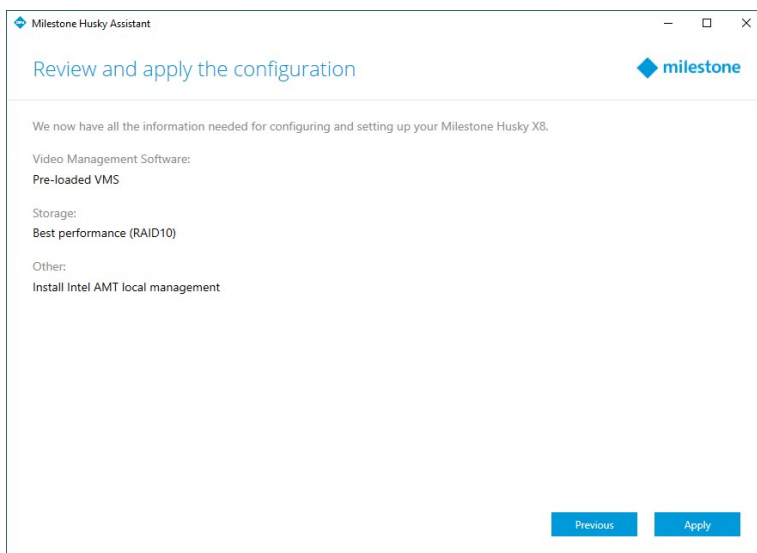 Milestone Husky Assistant
Review and apply the configuration
milestone
We now have all the information needed for configuring and setting up your Milestone Husky X8.
Video Management Software:
Pre-loaded VMS
Storage:
Best performance (RAID10)
Other:
Install Intel AMT local management
Previous
Apply